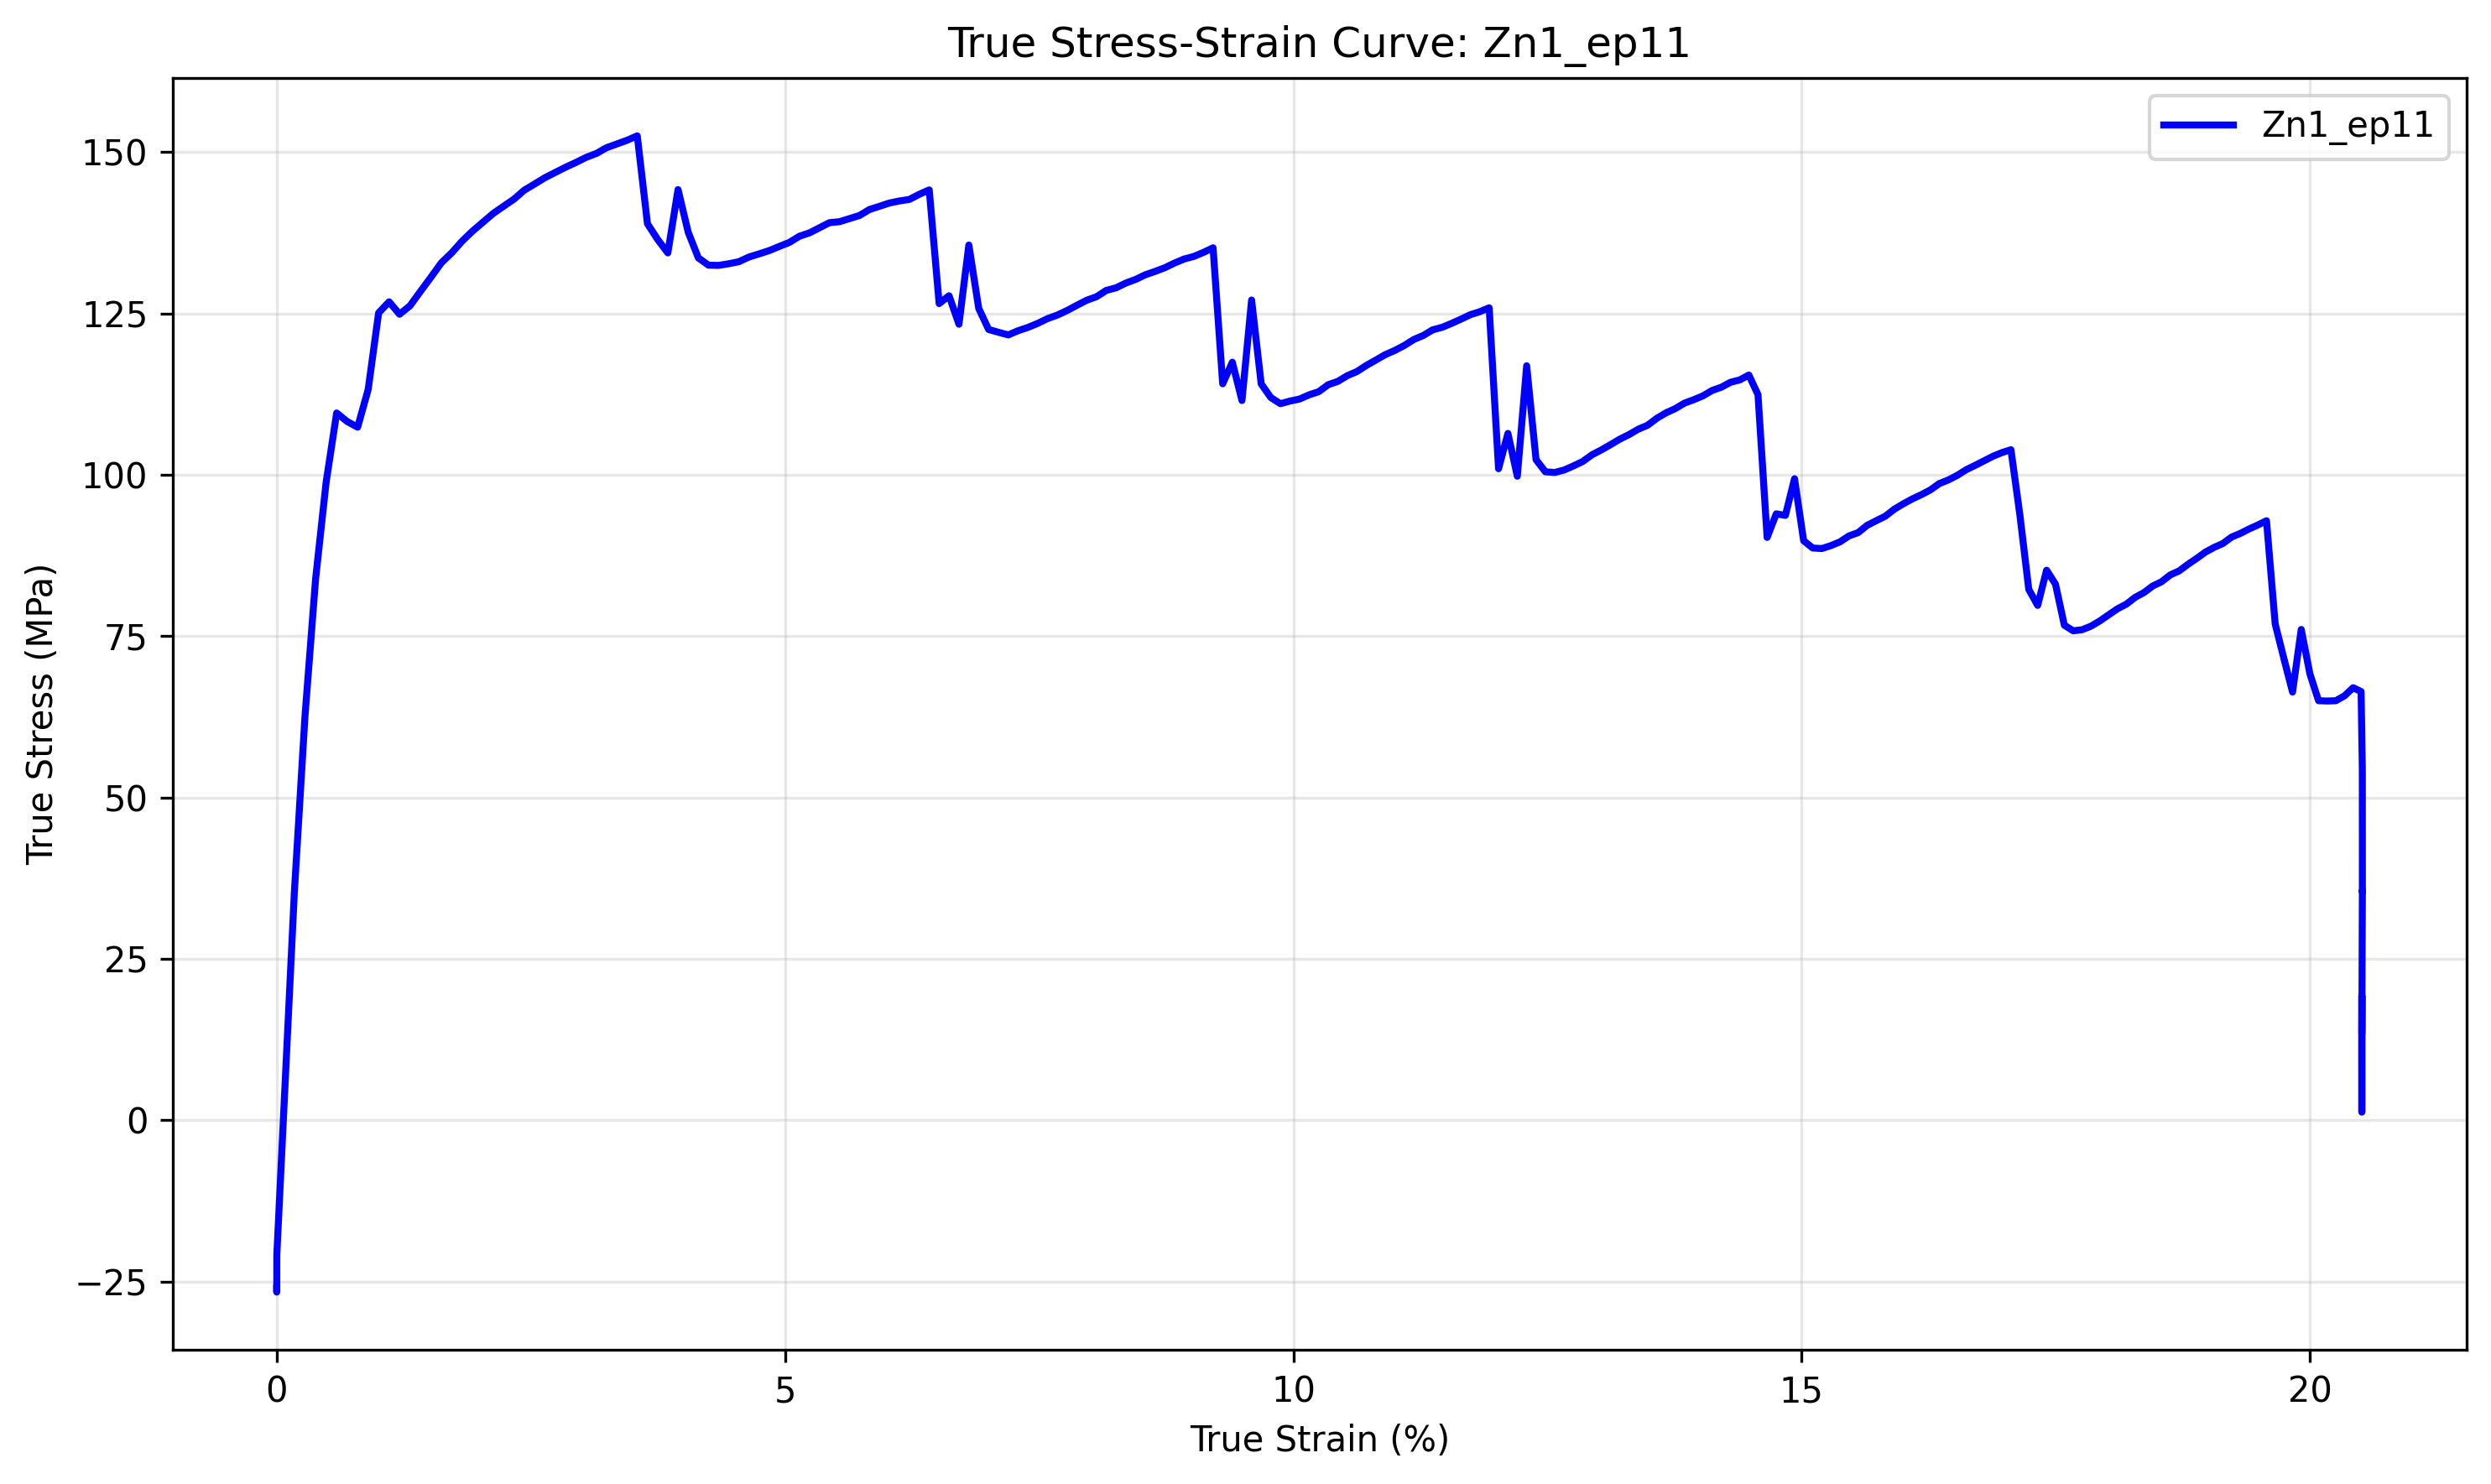 True Stress-Strain Curve: Zn1_ep11
Zn1_ep11
150
125
100
75
50
25
0
−25
True Stress (MPa)
0 5 10 15 20
True Strain (%)